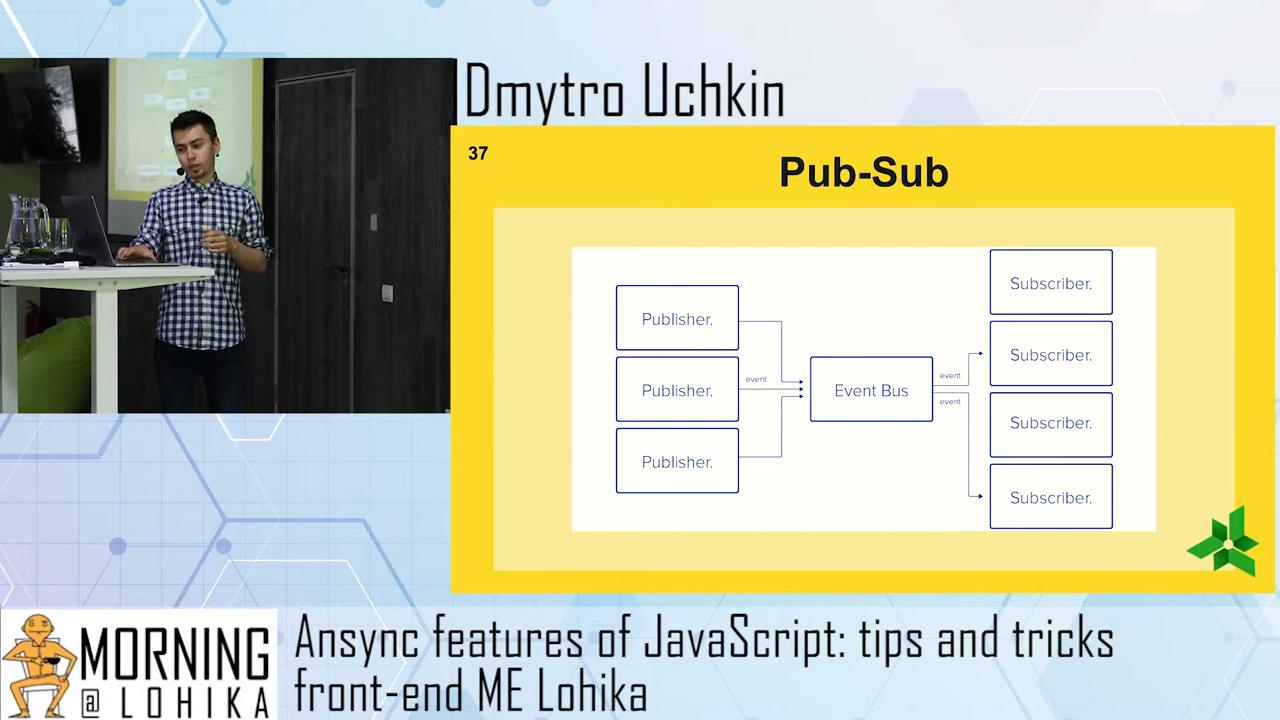 Dmytro Uchkin
37
Pub-Sub
Publisher.
Publisher.
Publisher.
event
Event Bus
event
event
Subscriber.
Subscriber.
Subscriber.
Subscriber.
MORNING
@ LOHIKA
Ansync features of JavaScript: tips and tricks
front-end ME Lohika